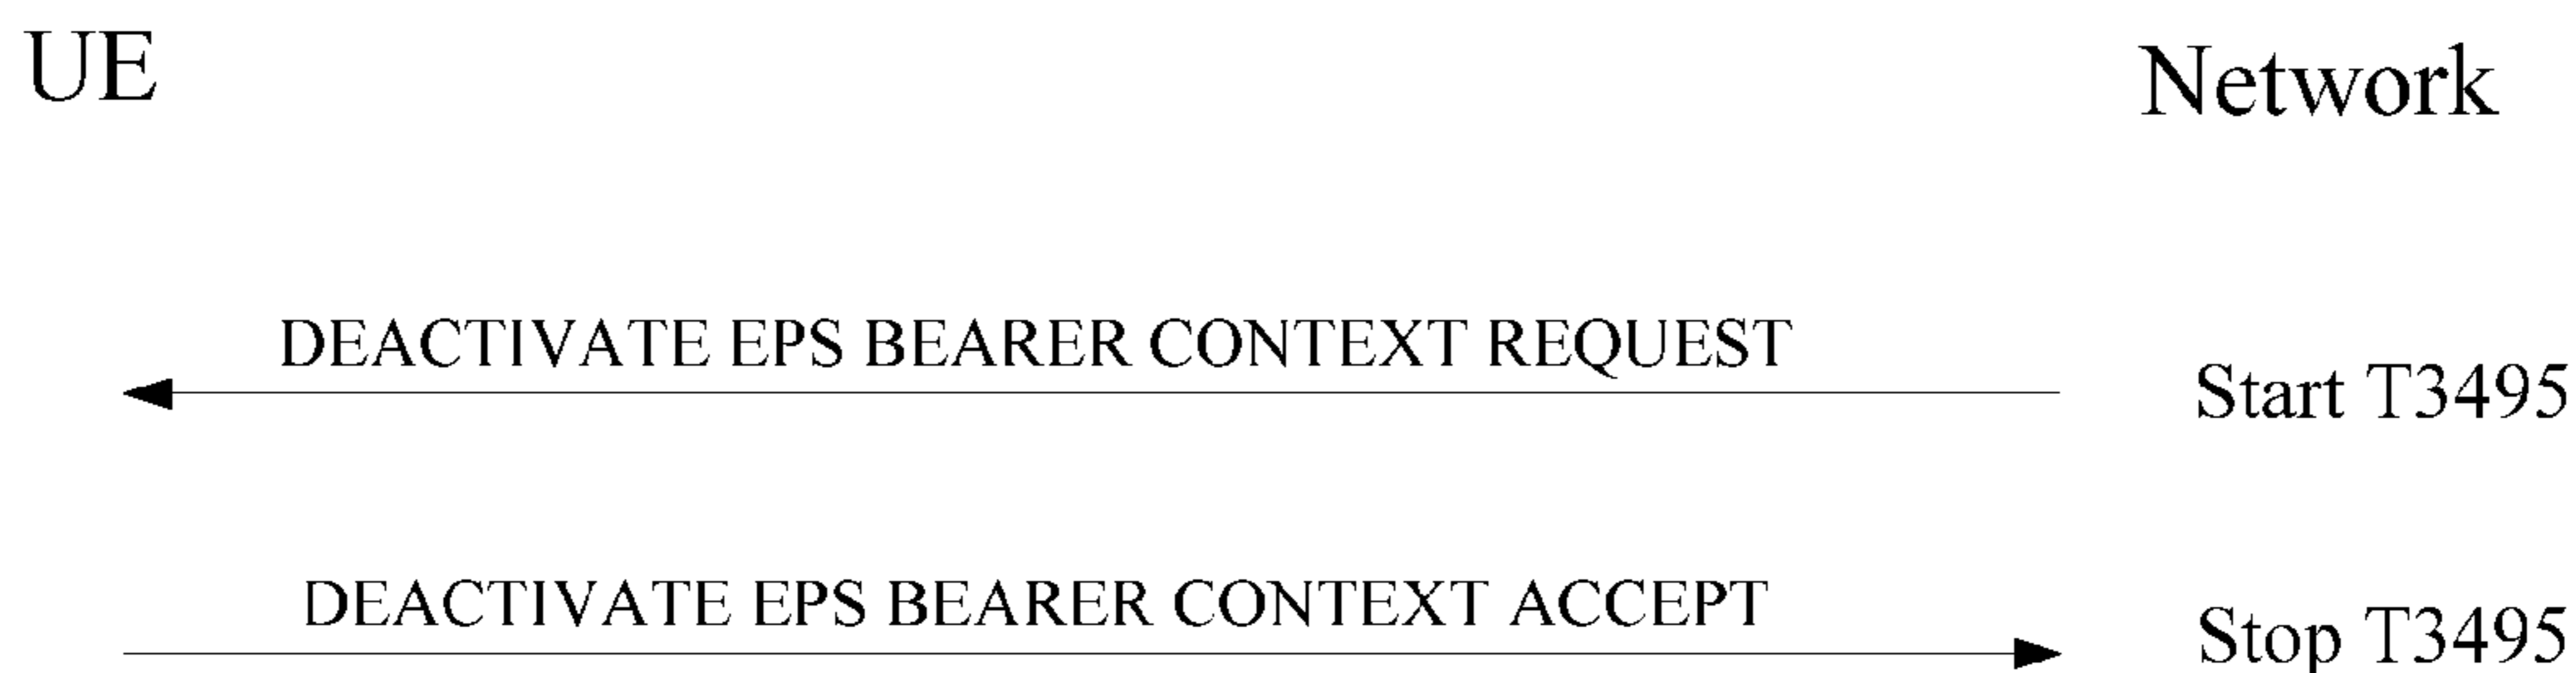 UE
Network
DEACTIVATE EPS BEARER CONTEXT REQUEST
Start T3495
DEACTIVATE EPS BEARER CONTEXT ACCEPT
Stop T3495